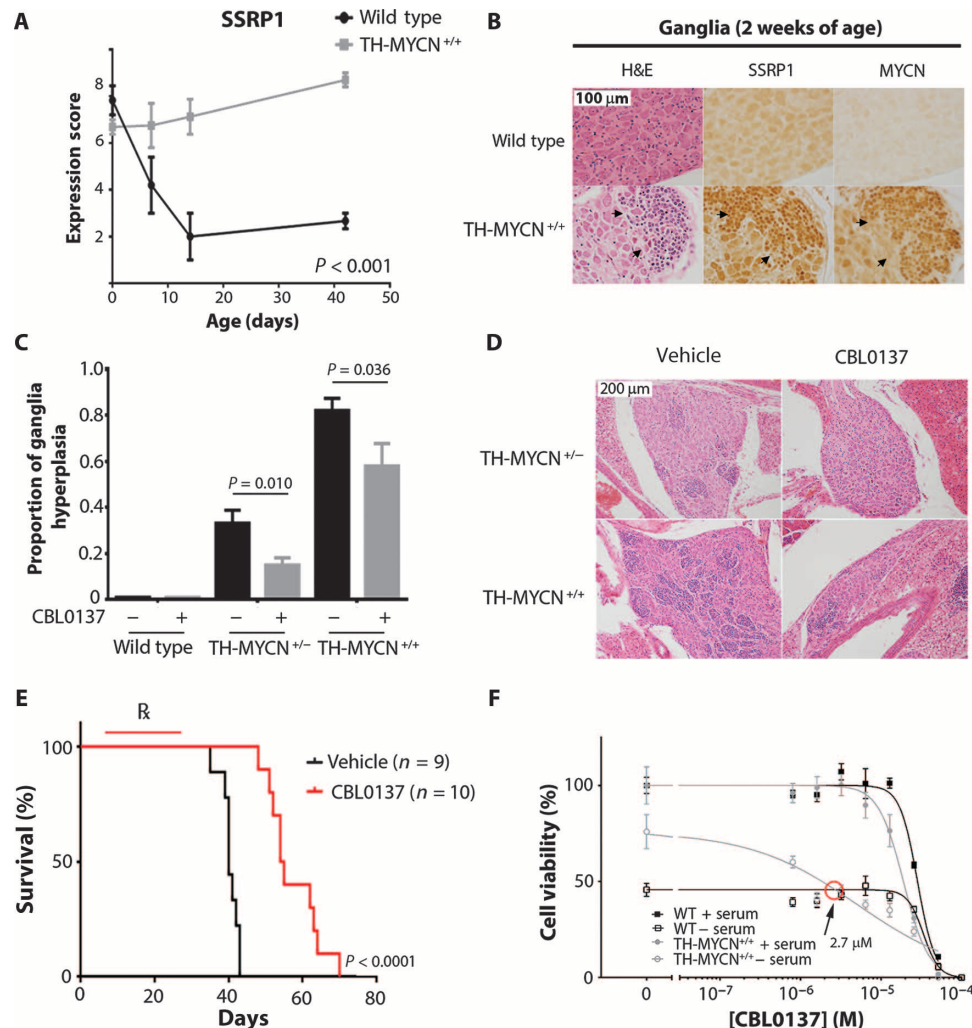 A
SSRP1
Wild type
TH-MYCN+/+
Expression score
8
6
4
2
P < 0.001
0 10 20 30 40 50
Age (days)
B
Ganglia (2 weeks of age)
H&E SSRP1 MYCN
100 μm
Wild type
TH-MYCN+/+
C
Proportion of ganglia
hyperplasia
1.0
0.8
0.6
0.4
0.2
0
P = 0.010
P = 0.036
CBL0137 – + – + – +
Wild type TH-MYCN+/– TH-MYCN+/+
D
Vehicle CBL0137
200 μm
TH-MYCN+/–
TH-MYCN+/+
E
℞
Survival (%)
100
50
0
Vehicle (n = 9)
CBL0137 (n = 10)
P < 0.0001
0 20 40 60 80
Days
F
Cell viability (%)
100
50
0
WT + serum
WT – serum
TH-MYCN+/+ + serum
TH-MYCN+/+ – serum
2.7 μM
0 10-7 10-6 10-5 10-4
[CBL0137] (M)